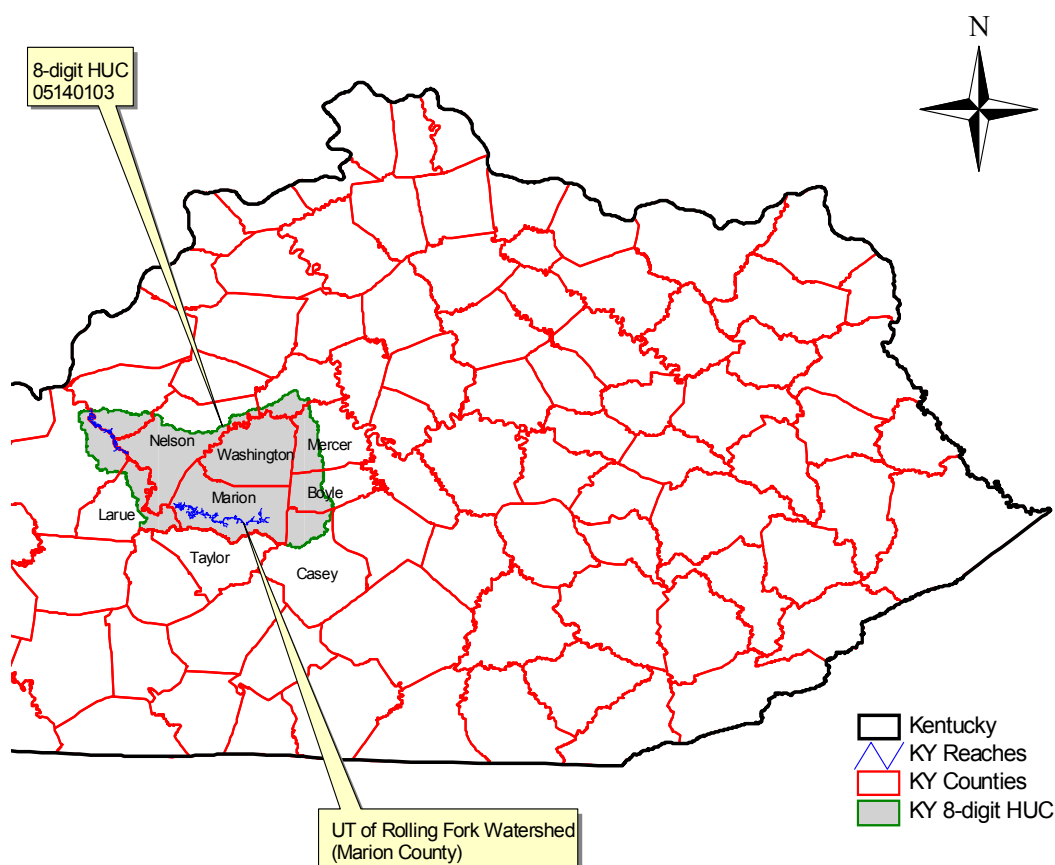 N
8-digit HUC
05140103
Nelson
Mercer
Washington
Marion
Boyle
Larue
Taylor
Casey
Kentucky
KY Reaches
KY Counties
KY 8-digit HUC
UT of Rolling Fork Watershed
(Marion County)